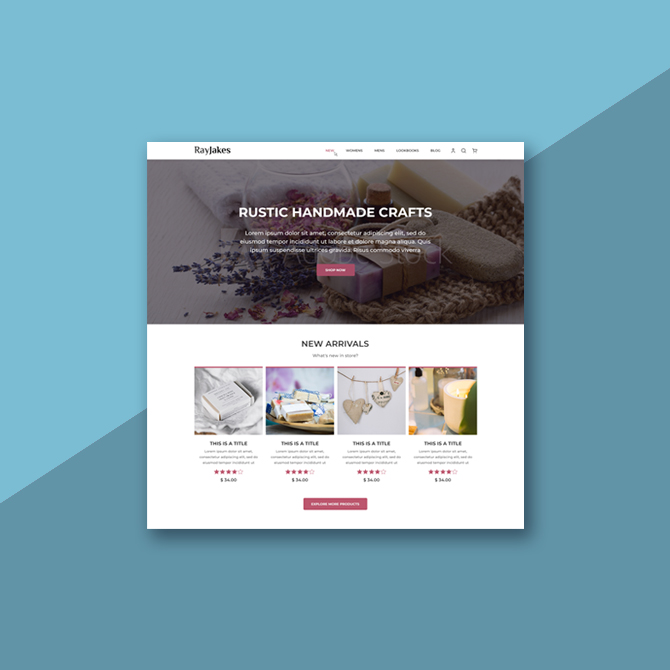 RayJakes
NEW WOMENS MENS LOOKBOOKS BLOG
RUSTIC HANDMADE CRAFTS
Lorem ipsum dolor sit amet, consectetur adipiscing elit, sed do
eiusmod tempor incididunt ut labore et dolore magna aliqua. Quis
ipsum suspendisse ultrices gravida. Risus commodo viverra
SHOP NOW
NEW ARRIVALS
What's new in store?
THIS IS A TITLE
Lorem ipsum dolor sit amet,
consectetur adipiscing elit, sed do
eiusmod tempor incididunt ut
$ 34.00
THIS IS A TITLE
Lorem ipsum dolor sit amet,
consectetur adipiscing elit, sed do
eiusmod tempor incididunt ut
$ 34.00
THIS IS A TITLE
Lorem ipsum dolor sit amet,
consectetur adipiscing elit, sed do
eiusmod tempor incididunt ut
$ 34.00
THIS IS A TITLE
Lorem ipsum dolor sit amet,
consectetur adipiscing elit, sed do
eiusmod tempor incididunt ut
$ 34.00
EXPLORE MORE PRODUCTS